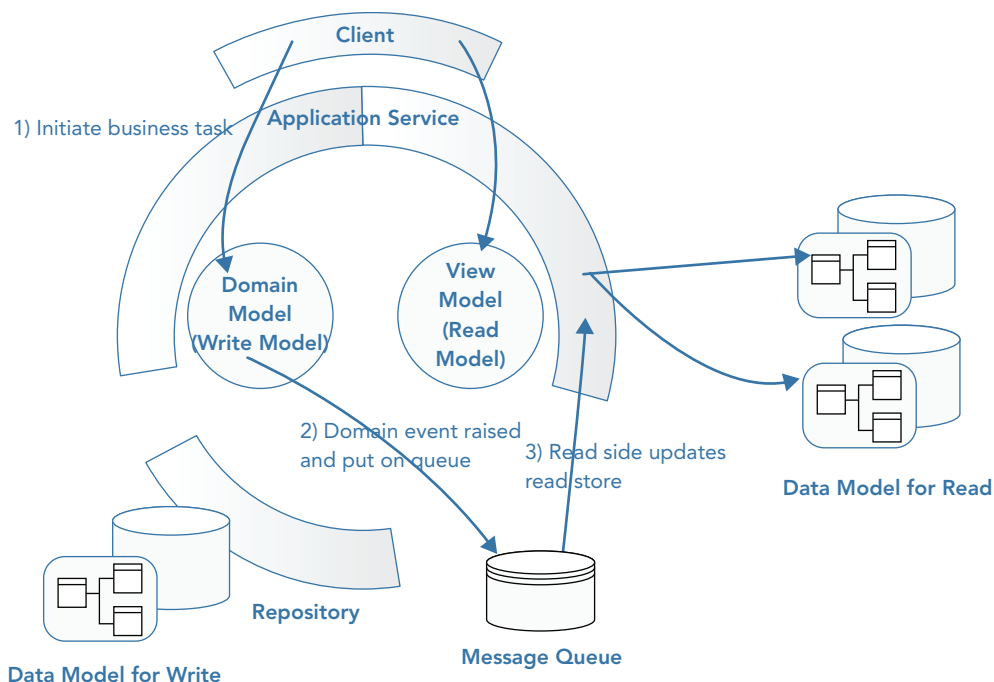 Client
Application Service
1) Initiate business task
Domain
Model
(Write Model)
View
Model
(Read
Model)
2) Domain event raised
and put on queue
3) Read side updates
read store
Data Model for Read
Repository
Message Queue
Data Model for Write